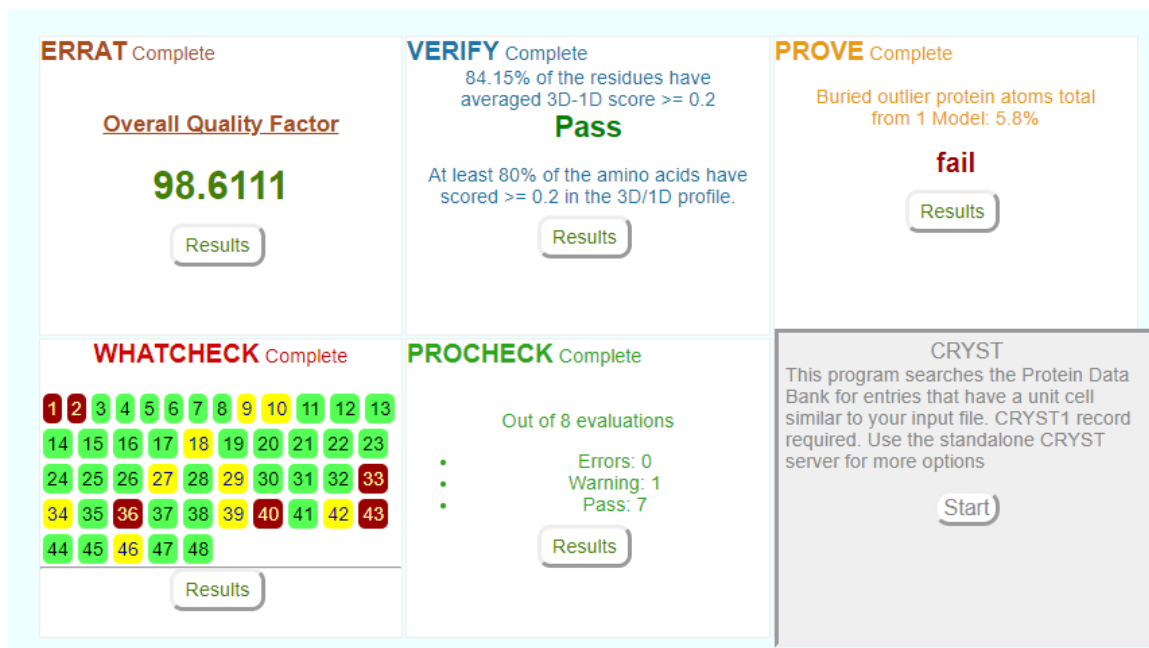 ERRAT Complete
Overall Quality Factor
98.6111
Results
VERIFY Complete
84.15% of the residues have
averaged 3D-1D score >= 0.2
Pass
At least 80% of the amino acids have
scored >= 0.2 in the 3D/1D profile.
Results
PROVE Complete
Buried outlier protein atoms total
from 1 Model: 5.8%
fail
Results
WHATCHECK Complete
1 2 3 4 5 6 7 8 9 10 11 12 13
14 15 16 17 18 19 20 21 22 23
24 25 26 27 28 29 30 31 32 33
34 35 36 37 38 39 40 41 42 43
44 45 46 47 48
Results
PROCHECK Complete
Out of 8 evaluations
• Errors: 0
• Warning: 1
• Pass: 7
Results
CRYST
This program searches the Protein Data
Bank for entries that have a unit cell
similar to your input file. CRYST1 record
required. Use the standalone CRYST
server for more options
Start